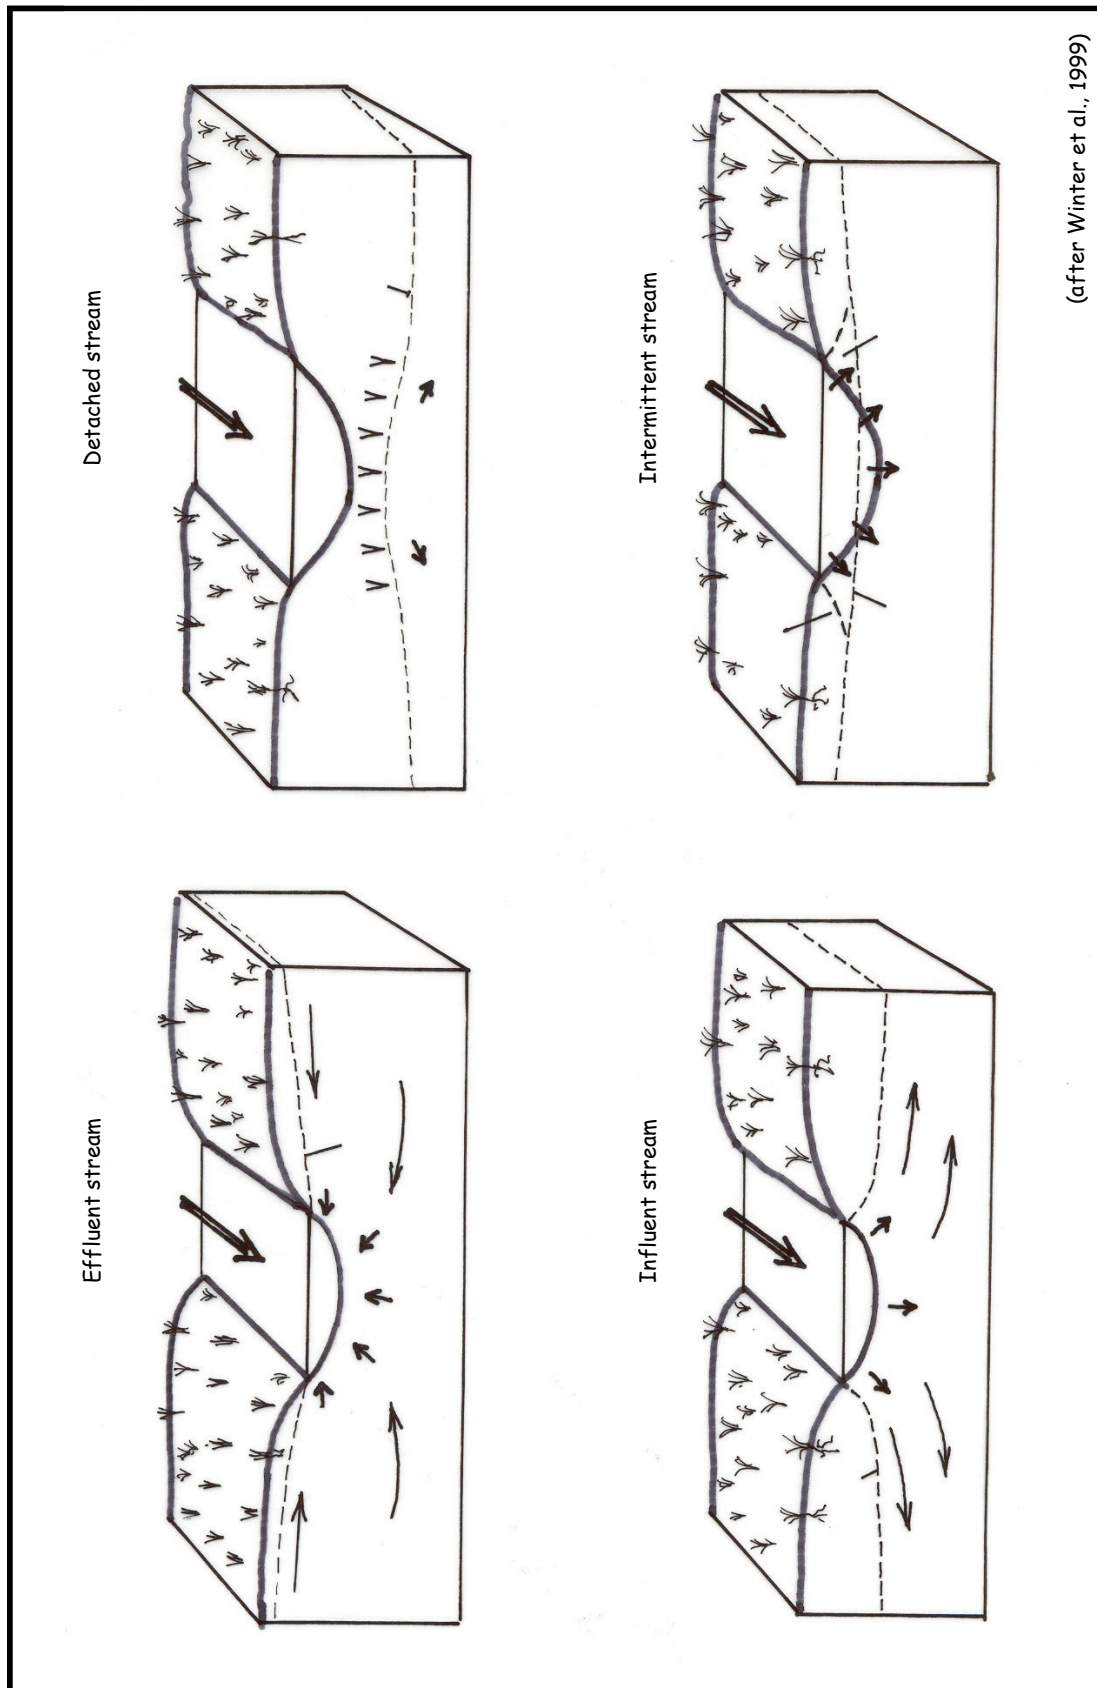 Effluent stream
Detached stream
Influent stream
Intermittent stream
(after Winter et al., 1999)